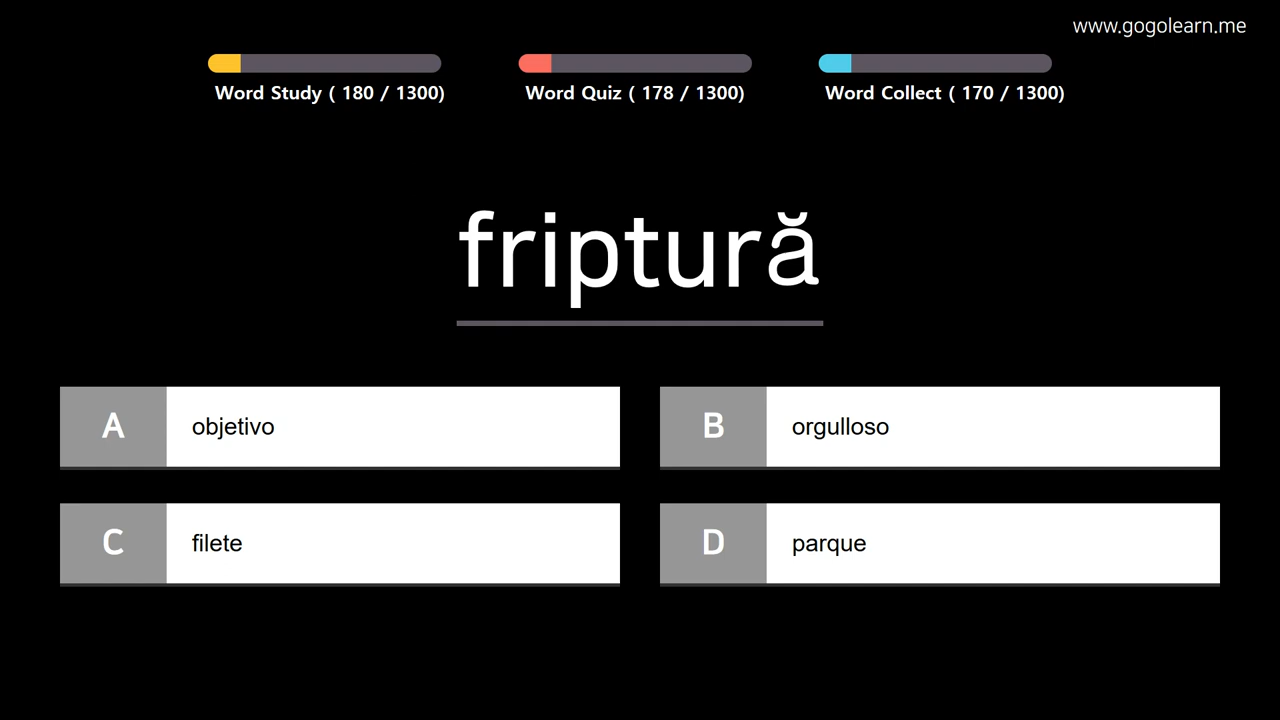 www.gogolearn.me
Word Study ( 180 / 1300)
Word Quiz ( 178 / 1300)
Word Collect ( 170 / 1300)
friptură
A objetivo
B orgulloso
C filete
D parque